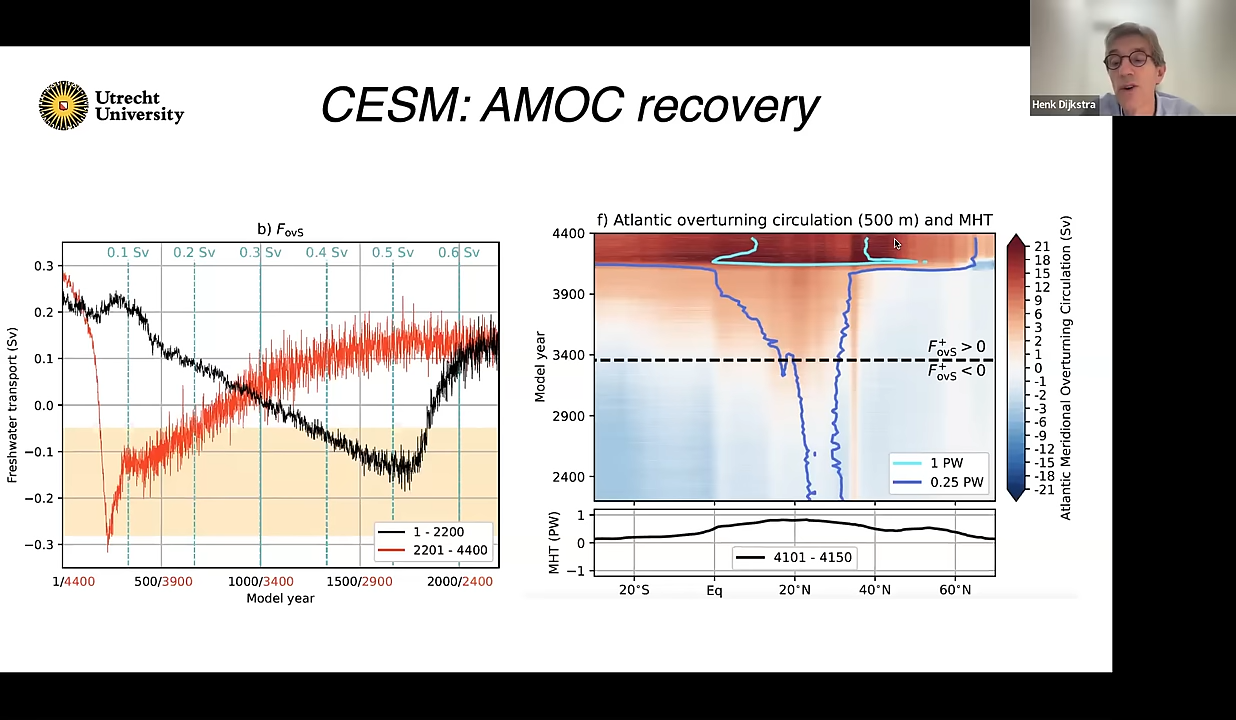 Henk Dijkstra
Utrecht
University
CESM: AMOC recovery
b) FovS
0.1 Sv 0.2 Sv 0.3 Sv 0.4 Sv 0.5 Sv 0.6 Sv
Freshwater transport (Sv)
0.3
0.2
0.1
0.0
−0.1
−0.2
−0.3
1 - 2200
2201 - 4400
1/4400 500/3900 1000/3400 1500/2900 2000/2400
Model year
f) Atlantic overturning circulation (500 m) and MHT
Model year
4400
3900
3400
2900
2400
F+ovS > 0
F+ovS < 0
1 PW
0.25 PW
MHT (PW)
1
0
−1
4101 - 4150
20°S Eq 20°N 40°N 60°N
21
18
15
12
9
6
3
2
1
0
-1
-2
-3
-6
-9
-12
-15
-18
-21
Atlantic Meridional Overturning Circulation (Sv)